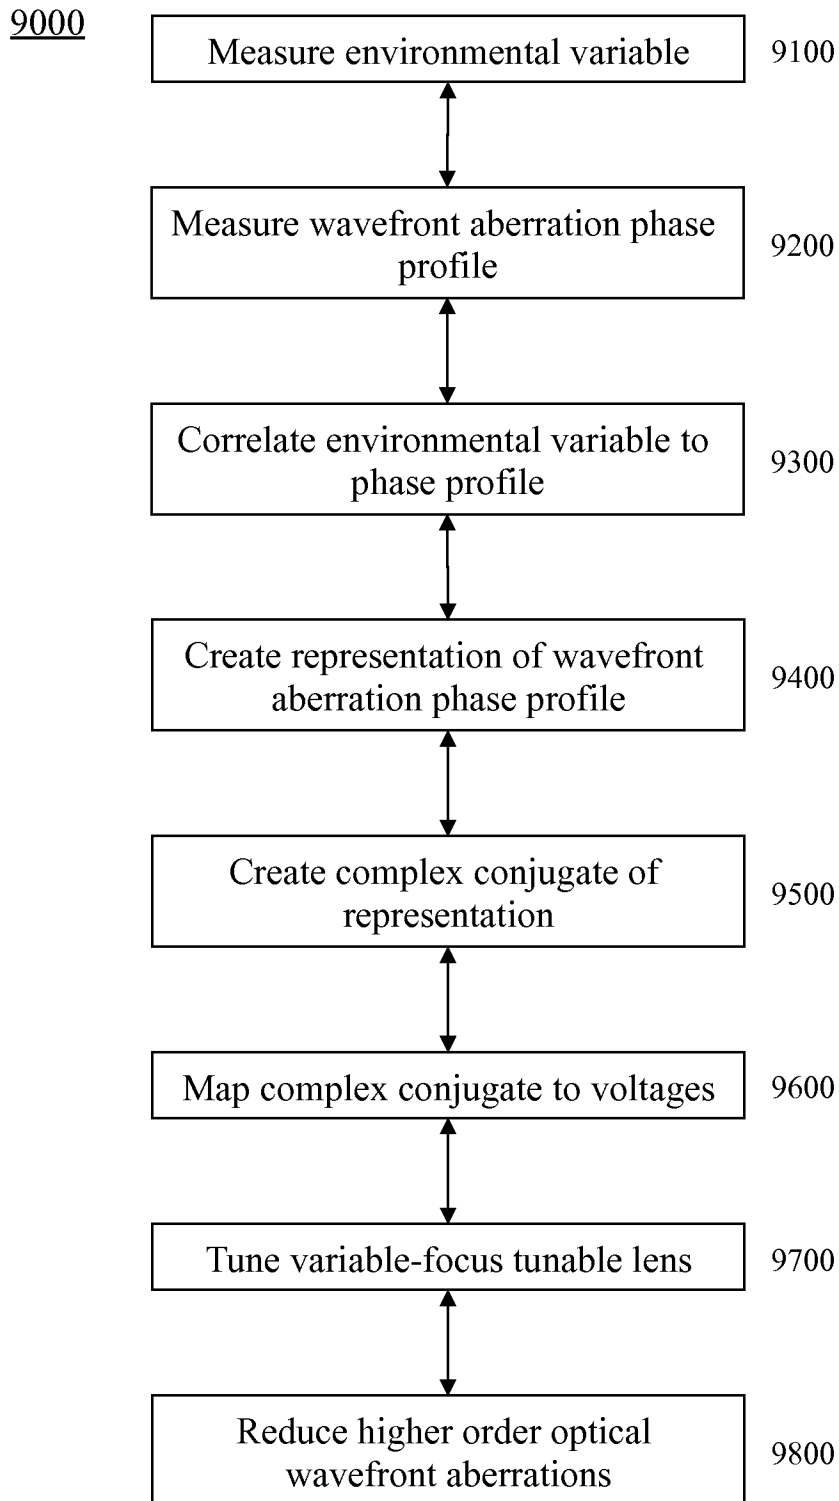 9000
Measure environmental variable
9100
Measure wavefront aberration phase
profile
9200
Correlate environmental variable to
phase profile
9300
Create representation of wavefront
aberration phase profile
9400
Create complex conjugate of
representation
9500
Map complex conjugate to voltages
9600
Tune variable-focus tunable lens
9700
Reduce higher order optical
wavefront aberrations
9800